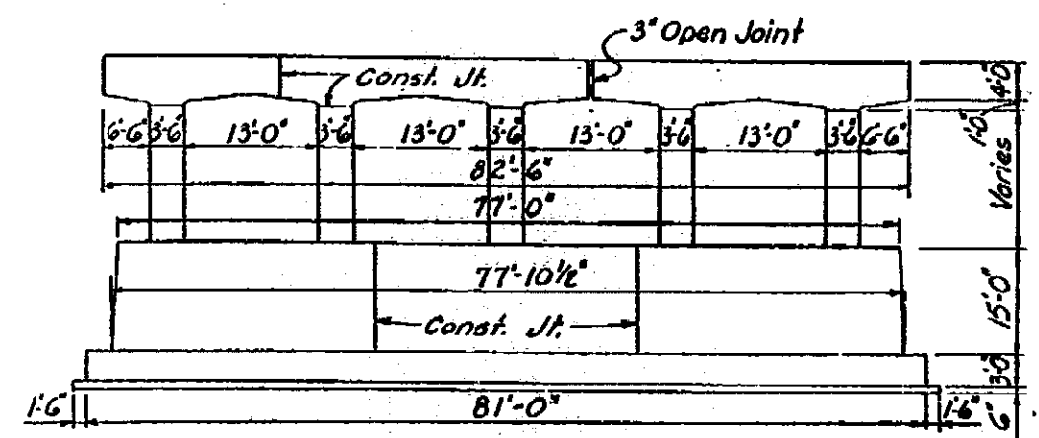 3" Open Joint
Const. Jt.
4'-0"
6'-6" 3'-6" 13'-0" 3'-6" 13'-0" 3'-6" 13'-0" 3'-6" 13'-0" 3'-6" 6'-6"
1'-0"
Varies
82'-6"
77'-0"
77'-10½"
15'-0"
Const. Jt.
3'-0"
1'-6" 81'-0" 1'-6"
6"